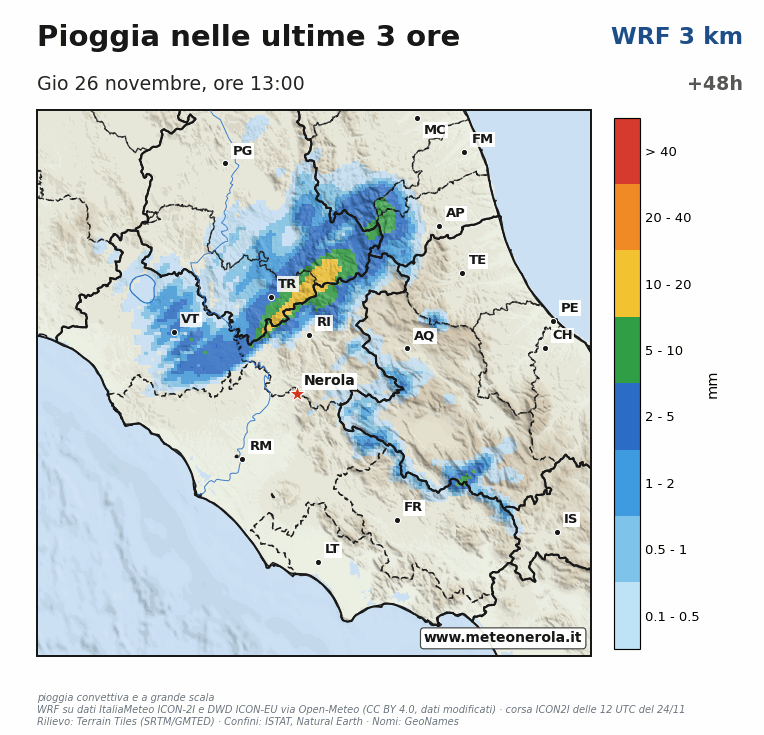 Pioggia nelle ultime 3 ore
WRF 3 km
Gio 26 novembre, ore 13:00
+48h
MC
FM
PG
AP
TE
TR
PE
VT
RI
AQ
CH
Nerola
RM
FR
IS
LT
www.meteonerola.it
> 40
20 - 40
10 - 20
5 - 10
2 - 5
1 - 2
0.5 - 1
0.1 - 0.5
mm
pioggia convettiva e a grande scala
WRF su dati ItaliaMeteo ICON-2I e DWD ICON-EU via Open-Meteo (CC BY 4.0, dati modificati) · corsa ICON2I delle 12 UTC del 24/11
Rilievo: Terrain Tiles (SRTM/GMTED) · Confini: ISTAT, Natural Earth · Nomi: GeoNames